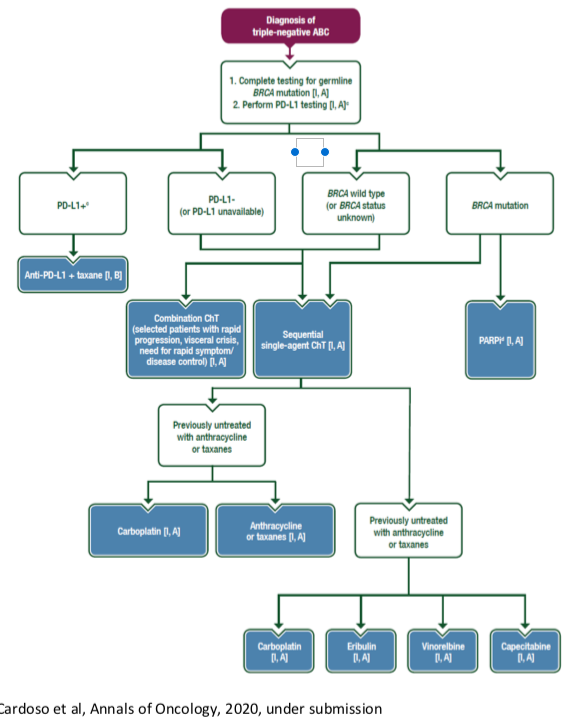 Diagnosis of
triple-negative ABC
1. Complete testing for germline
BRCA mutation [I, A]
2. Perform PD-L1 testing [I, A]c
PD-L1+c
PD-L1-
(or PD-L1 unavailable)
BRCA wild type
(or BRCA status
unknown)
BRCA mutation
Anti-PD-L1 + taxane [I, B]
Combination ChT
(selected patients with rapid
progression, visceral crisis,
need for rapid symptom/
disease control) [I, A]
Sequential
single-agent ChT [I, A]
PARPid [I, A]
Previously untreated
with anthracycline
or taxanes
Carboplatin [I, A]
Anthracycline
or taxanes [I, A]
Previously untreated
with anthracycline
or taxanes
Carboplatin
[I, A]
Eribulin
[I, A]
Vinorelbine
[I, A]
Capecitabine
[I, A]
Cardoso et al, Annals of Oncology, 2020, under submission